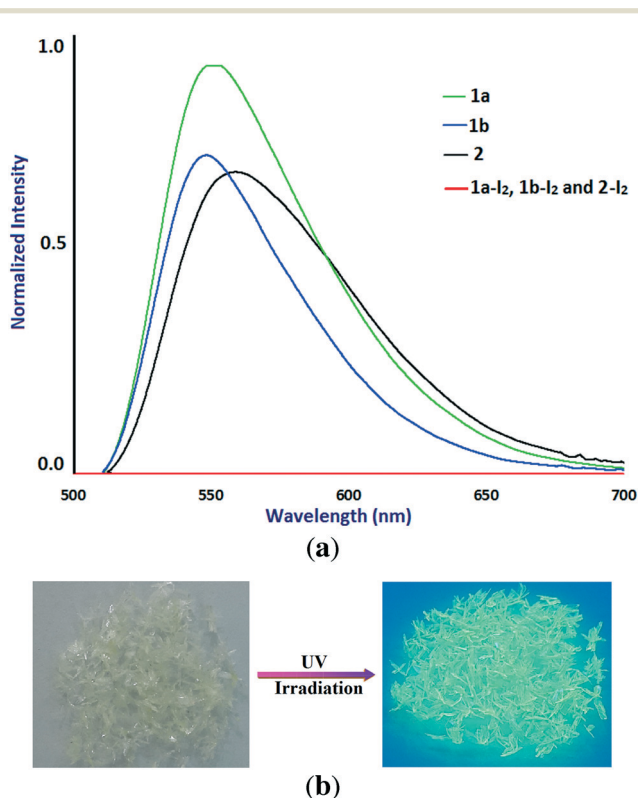 1.0
1a
1b
2
1a-I₂, 1b-I₂ and 2-I₂
Normalized Intensity
0.5
0.0
500
550
600
650
700
Wavelength (nm)
(a)
UV
Irradiation
(b)